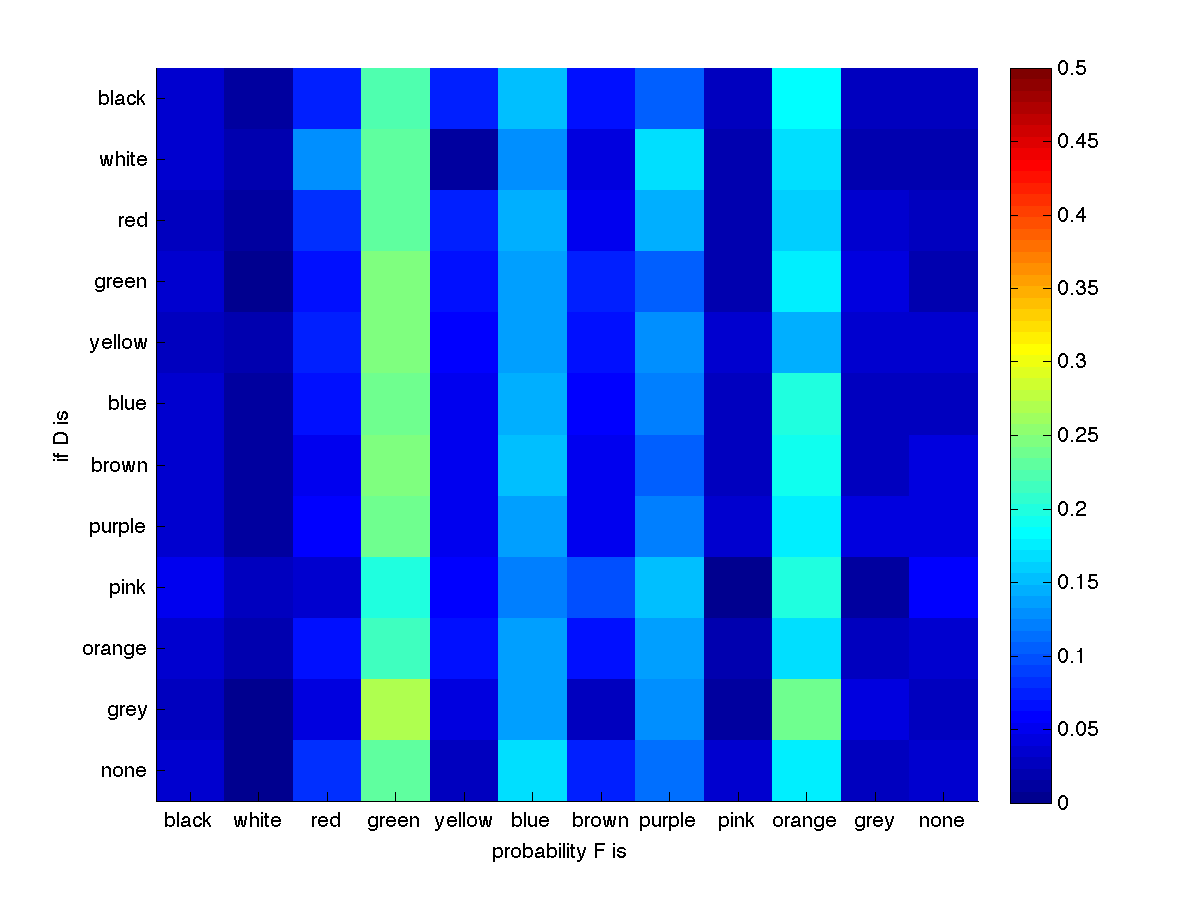 if D is
black
white
red
green
yellow
blue
brown
purple
pink
orange
grey
none
black white red green yellow blue brown purple pink orange grey none
probability F is
0.5
0.45
0.4
0.35
0.3
0.25
0.2
0.15
0.1
0.05
0